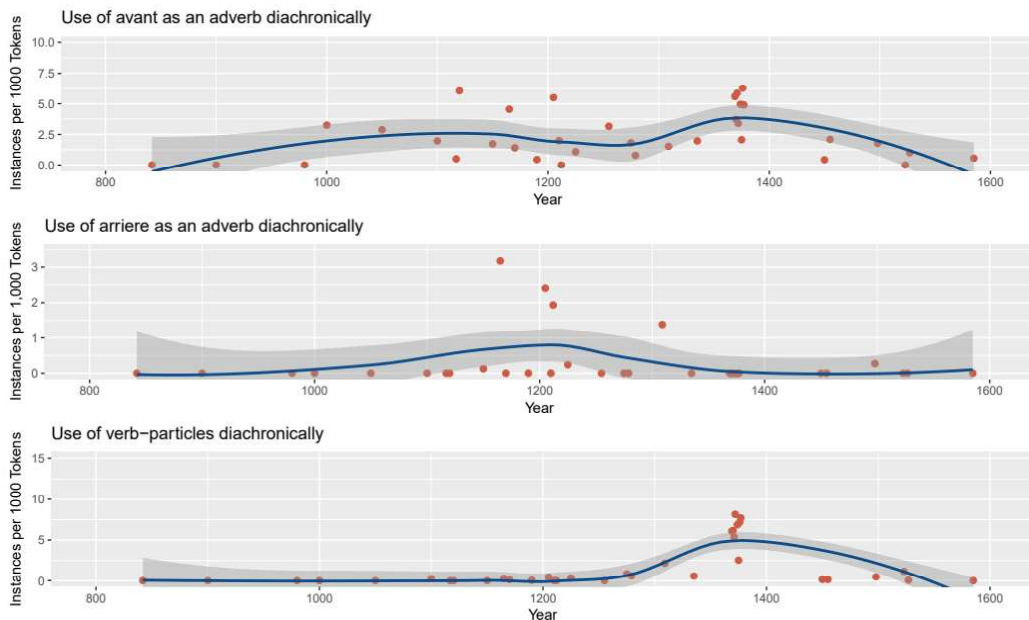 Use of avant as an adverb diachronically
Instances per 1000 Tokens
10.0
7.5
5.0
2.5
0.0
800 1000 1200 1400 1600
Year
Use of arriere as an adverb diachronically
Instances per 1,000 Tokens
3
2
1
0
800 1000 1200 1400 1600
Year
Use of verb−particles diachronically
Instances per 1000 Tokens
15
10
5
0
800 1000 1200 1400 1600
Year